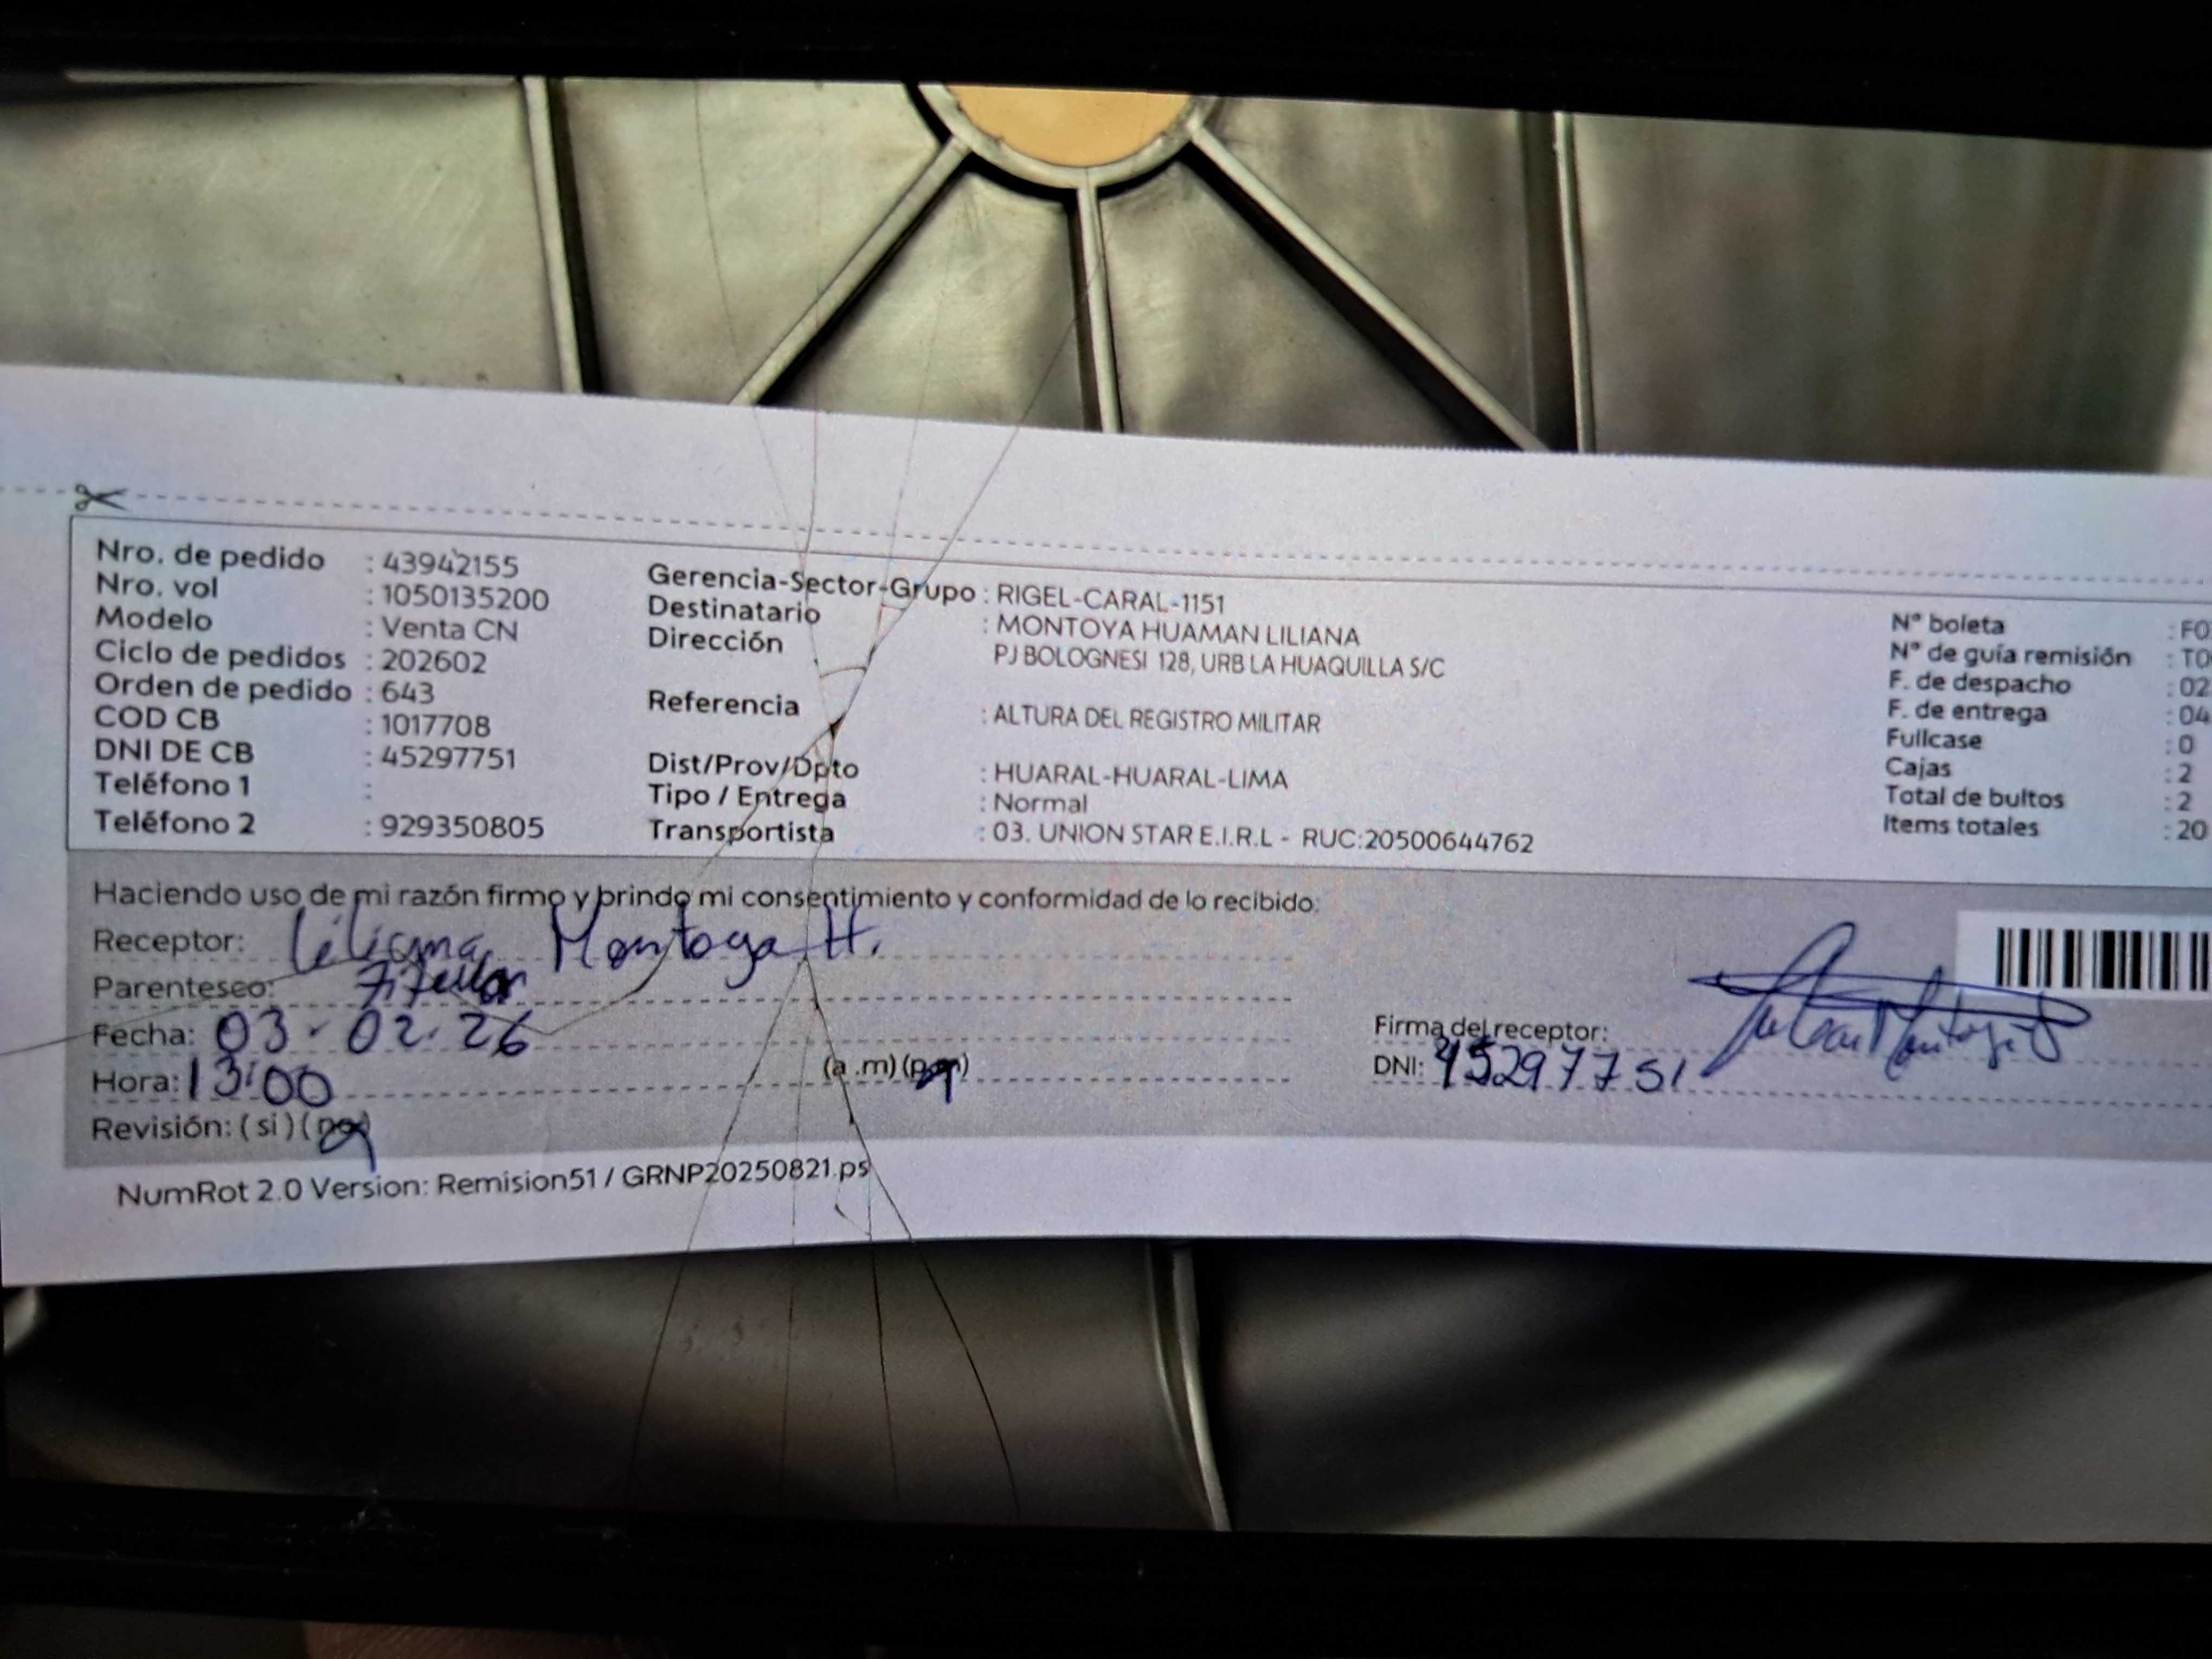 Nro. de pedido : 43942155
Nro. vol : 1050135200
Modelo : Venta CN
Ciclo de pedidos : 202602
Orden de pedido : 643
COD CB : 1017708
DNI DE CB : 45297751
Teléfono 1 :
Teléfono 2 : 929350805
Gerencia-Sector-Grupo : RIGEL-CARAL-1151
Destinatario : MONTOYA HUAMAN LILIANA
Dirección PJ BOLOGNESI 128, URB LA HUAQUILLA S/C
Referencia : ALTURA DEL REGISTRO MILITAR
Dist/Prov/Dpto : HUARAL-HUARAL-LIMA
Tipo / Entrega : Normal
Transportista : 03. UNION STAR E.I.R.L - RUC:20500644762
N° boleta : F0
N° de guía remisión : T0
F. de despacho : 02
F. de entrega : 04
Fullcase : 0
Cajas : 2
Total de bultos : 2
Items totales : 20
Haciendo uso de mi razón firmo y brindo mi consentimiento y conformidad de lo recibido:
Receptor: Liliana Montoya H.
Parentesco: Titular
Fecha: 03-02-26
Hora: 13:00 (a .m) (p.m)
Revisión: ( si ) ( no )
Firma del receptor:
DNI: 45297751
NumRot 2.0 Version: Remision51 / GRNP20250821.ps